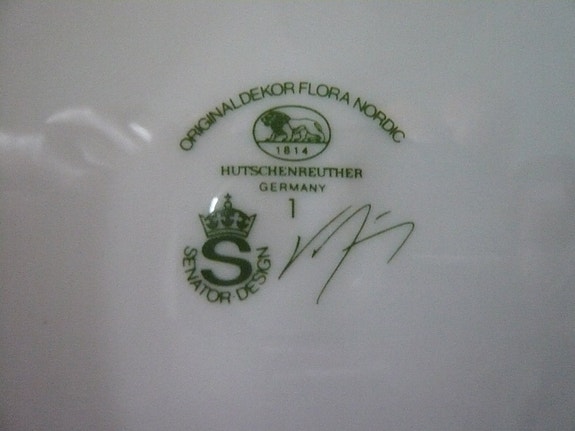 ORIGINALDEKOR FLORA NORDIC
1814
HUTSCHENREUTHER
GERMANY
1
S
SENATOR-DESIGN